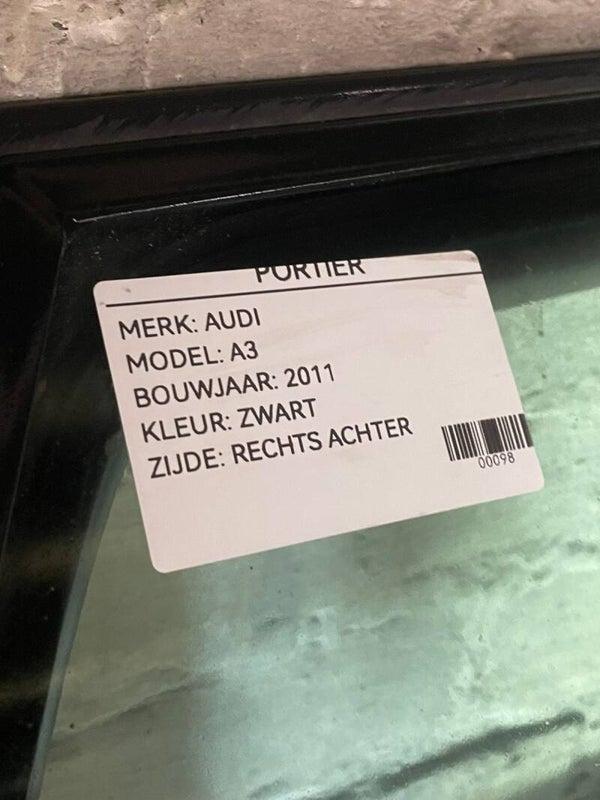 PORTIER
MERK: AUDI
MODEL: A3
BOUWJAAR: 2011
KLEUR: ZWART
ZIJDE: RECHTS ACHTER
00098